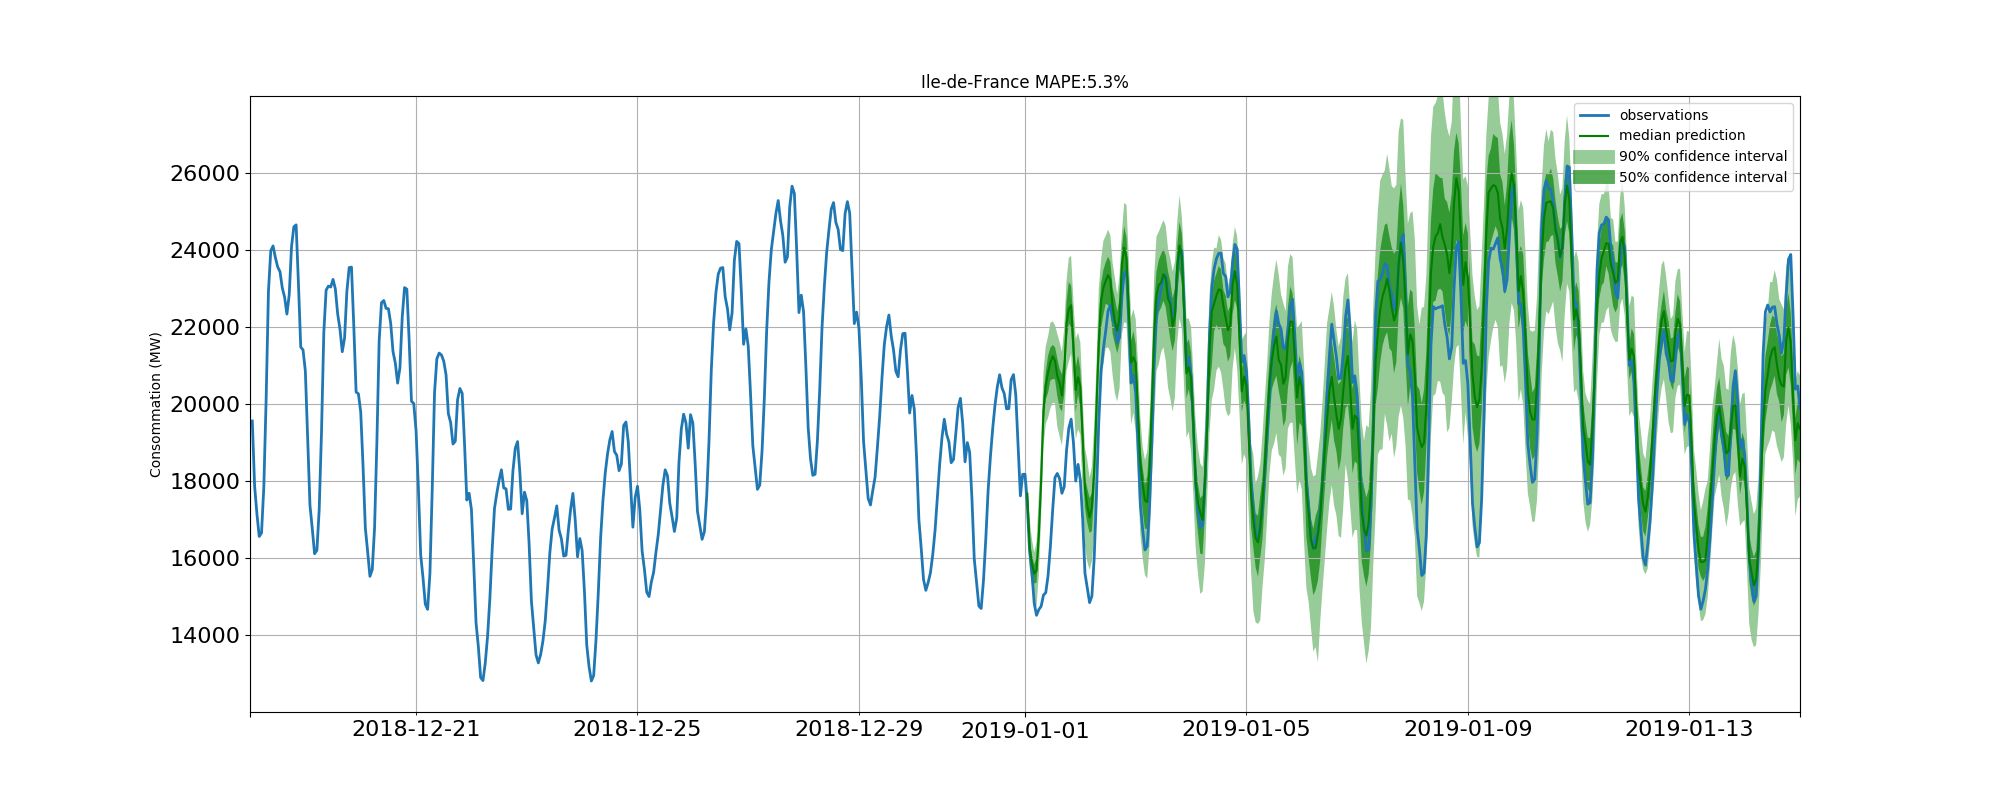 Ile-de-France MAPE:5.3%
observations
median prediction
90% confidence interval
50% confidence interval
Consommation (MW)
26000
24000
22000
20000
18000
16000
14000
2018-12-21
2018-12-25
2018-12-29
2019-01-01
2019-01-05
2019-01-09
2019-01-13